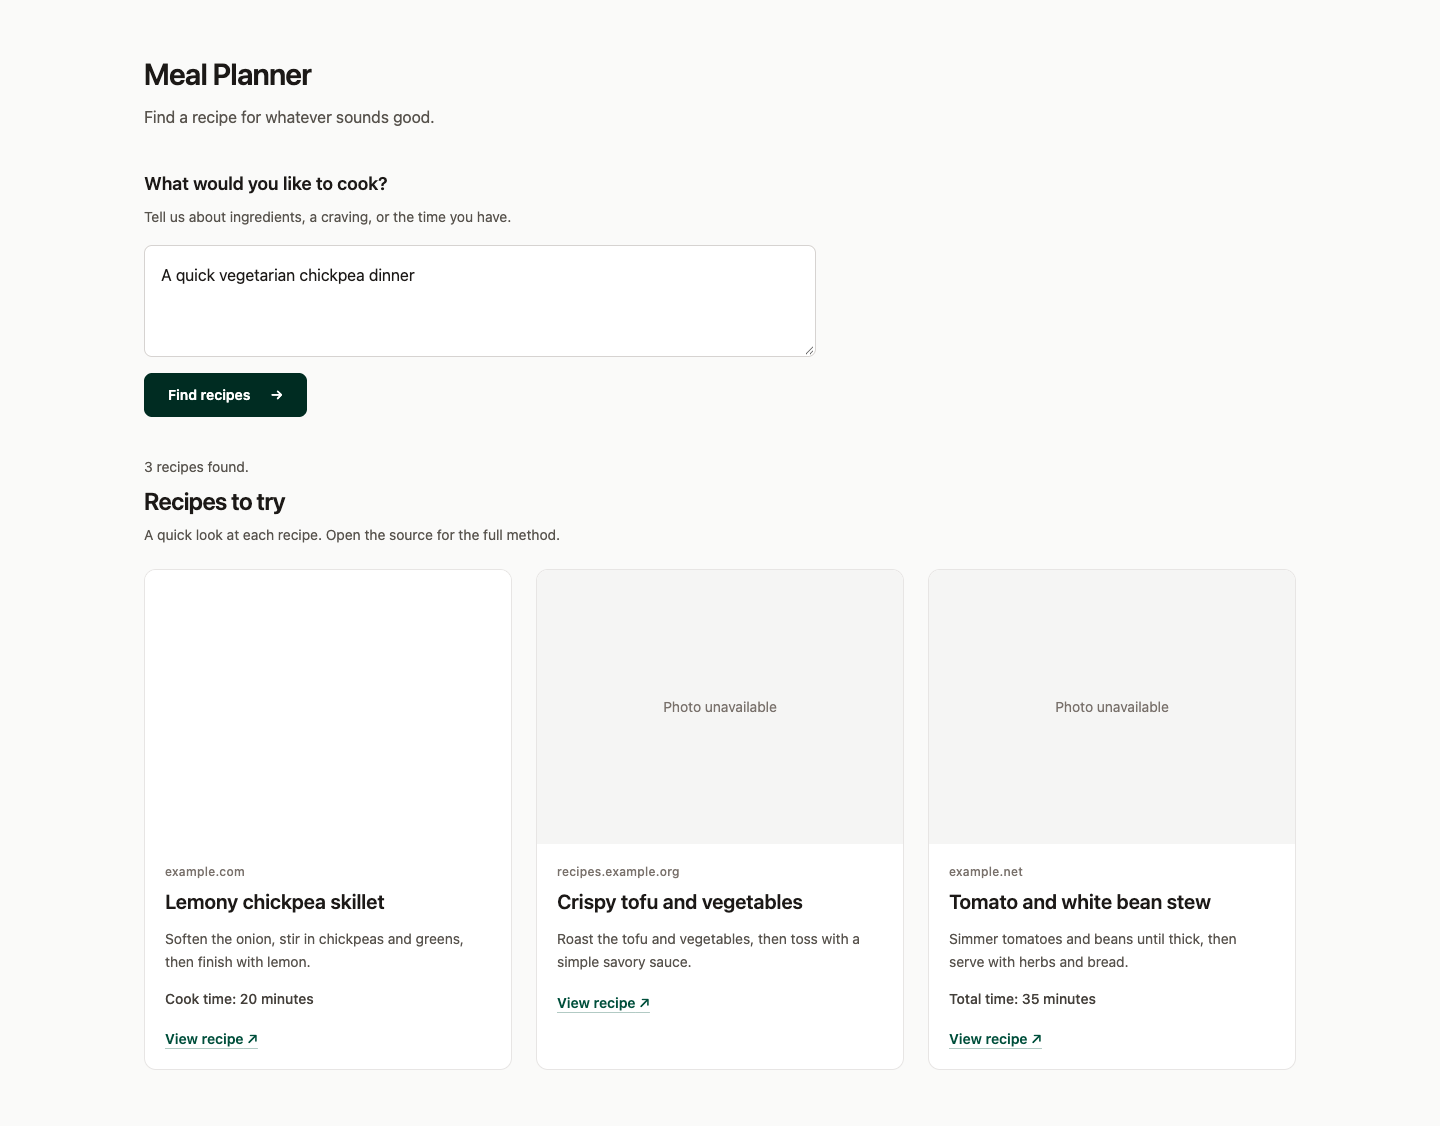 Meal Planner
Find a recipe for whatever sounds good.
What would you like to cook?
Tell us about ingredients, a craving, or the time you have.
A quick vegetarian chickpea dinner
Find recipes →
3 recipes found.
Recipes to try
A quick look at each recipe. Open the source for the full method.
example.com
Lemony chickpea skillet
Soften the onion, stir in chickpeas and greens,
then finish with lemon.
Cook time: 20 minutes
View recipe ↗
Photo unavailable
recipes.example.org
Crispy tofu and vegetables
Roast the tofu and vegetables, then toss with a
simple savory sauce.
View recipe ↗
Photo unavailable
example.net
Tomato and white bean stew
Simmer tomatoes and beans until thick, then
serve with herbs and bread.
Total time: 35 minutes
View recipe ↗